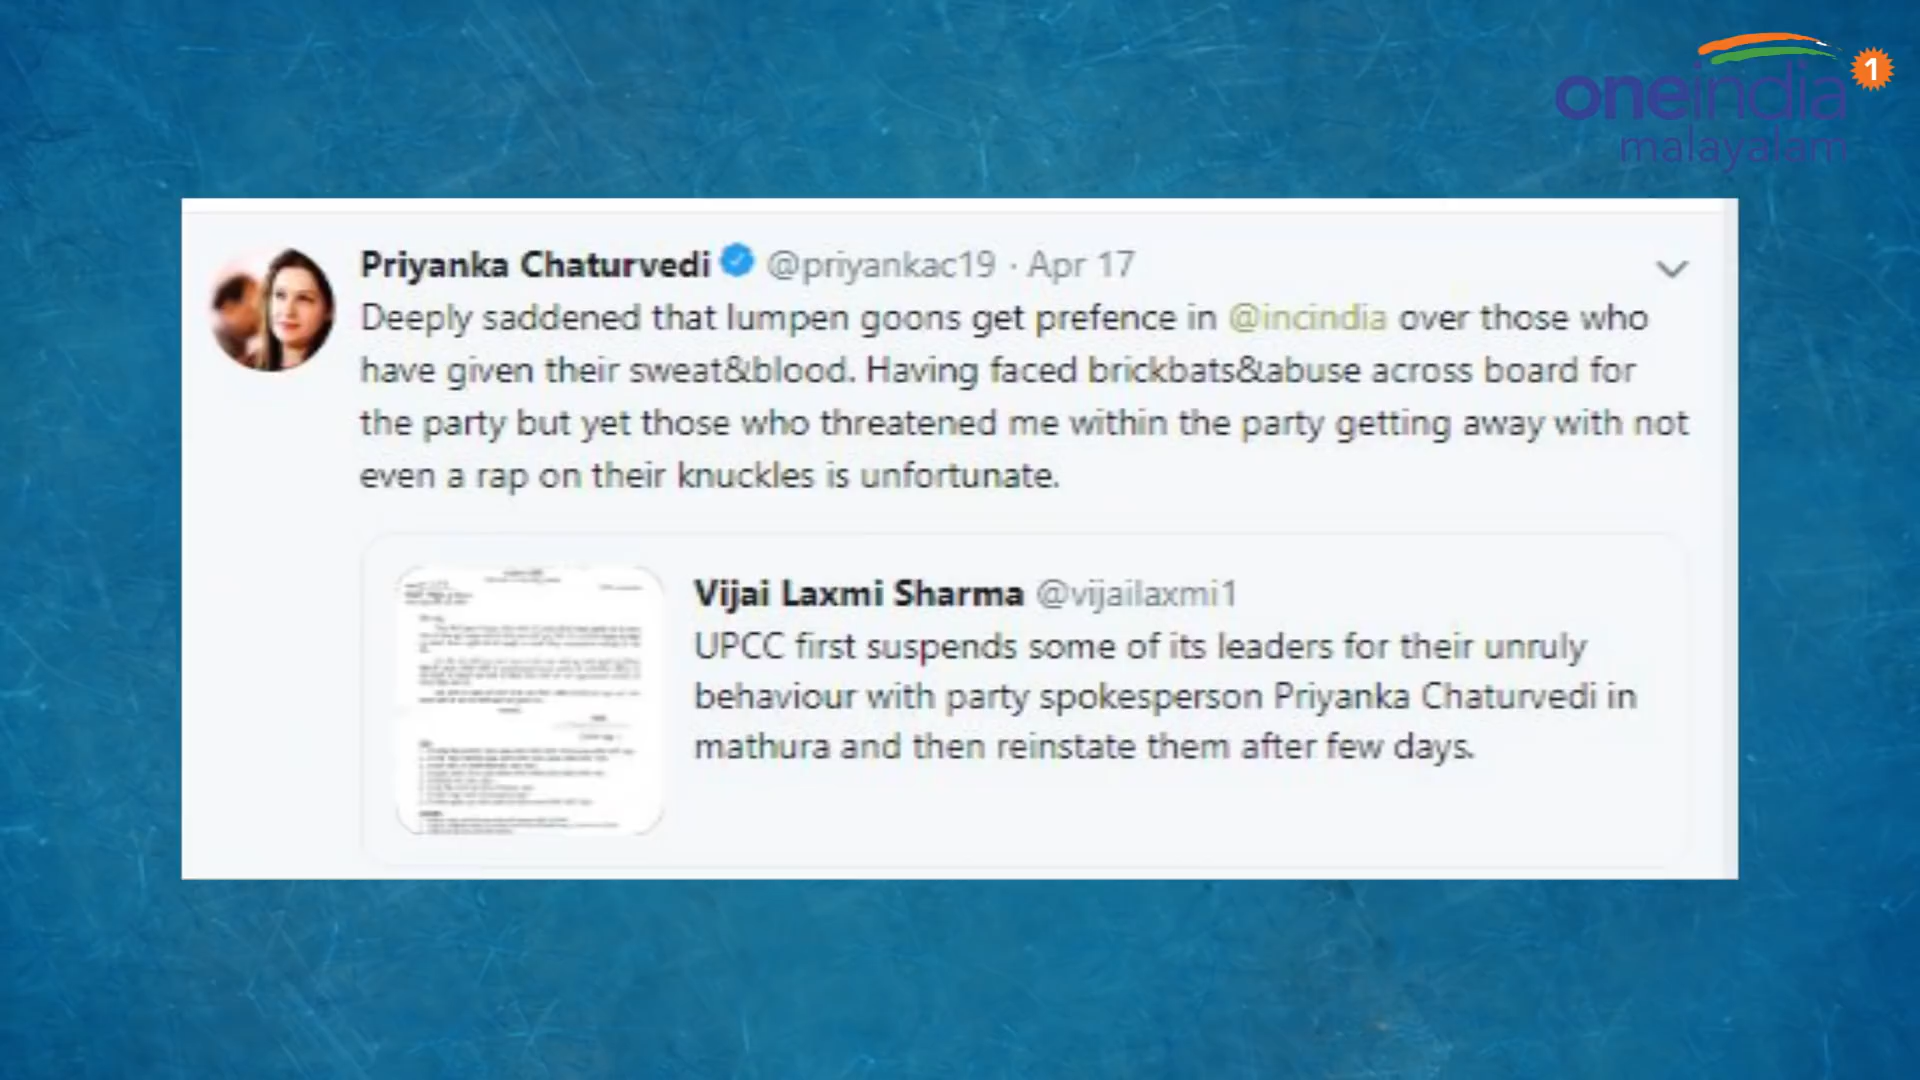 oneindia 1
malayalam
Priyanka Chaturvedi @priyankac19 · Apr 17
Deeply saddened that lumpen goons get prefence in @incindia over those who
have given their sweat&blood. Having faced brickbats&abuse across board for
the party but yet those who threatened me within the party getting away with not
even a rap on their knuckles is unfortunate.
Vijai Laxmi Sharma @vijailaxmi1
UPCC first suspends some of its leaders for their unruly
behaviour with party spokesperson Priyanka Chaturvedi in
mathura and then reinstate them after few days.